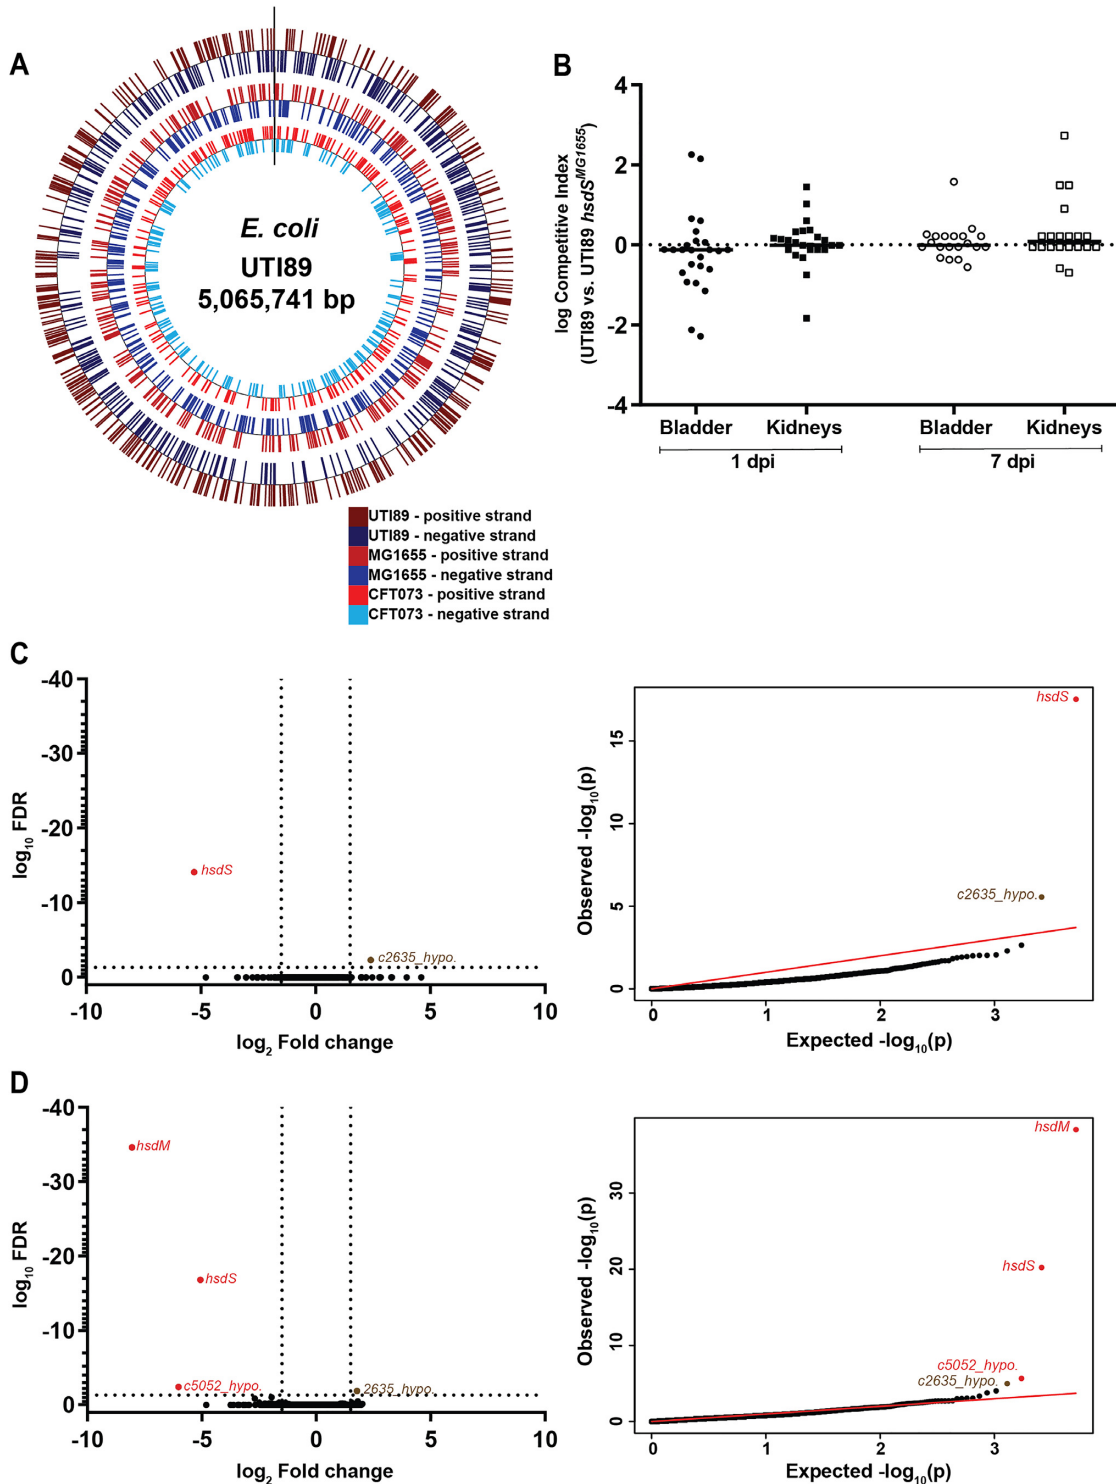 A
E. coli
UTI89
5,065,741 bp
UTI89 - positive strand
UTI89 - negative strand
MG1655 - positive strand
MG1655 - negative strand
CFT073 - positive strand
CFT073 - negative strand
B
log Competitive Index
(UTI89 vs. UTI89 hsdS^MG1655)
4
2
0
-2
-4
Bladder Kidneys Bladder Kidneys
1 dpi 7 dpi
C
log10 FDR
-40
-30
-20
-10
0
hsdS
c2635_hypo.
-10 -5 0 5 10
log2 Fold change
Observed -log10(p)
15
10
5
0
hsdS
c2635_hypo.
0 1 2 3
Expected -log10(p)
D
log10 FDR
-40
-30
-20
-10
0
hsdM
hsdS
c5052_hypo.
2635_hypo.
-10 -5 0 5 10
log2 Fold change
Observed -log10(p)
30
20
10
0
hsdM
hsdS
c5052_hypo.
c2635_hypo.
0 1 2 3
Expected -log10(p)